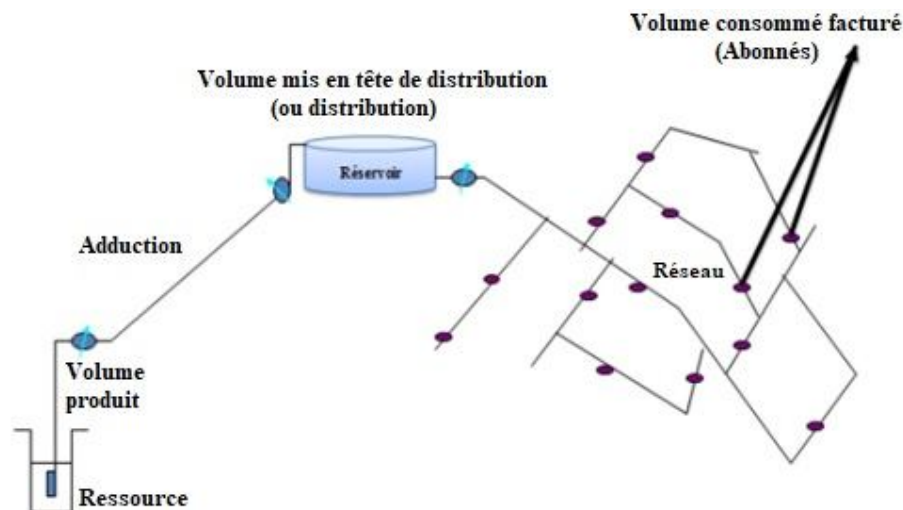 Volume consommé facturé
(Abonnés)
Volume mis en tête de distribution
(ou distribution)
Réservoir
Adduction
Réseau
Volume
produit
Ressource